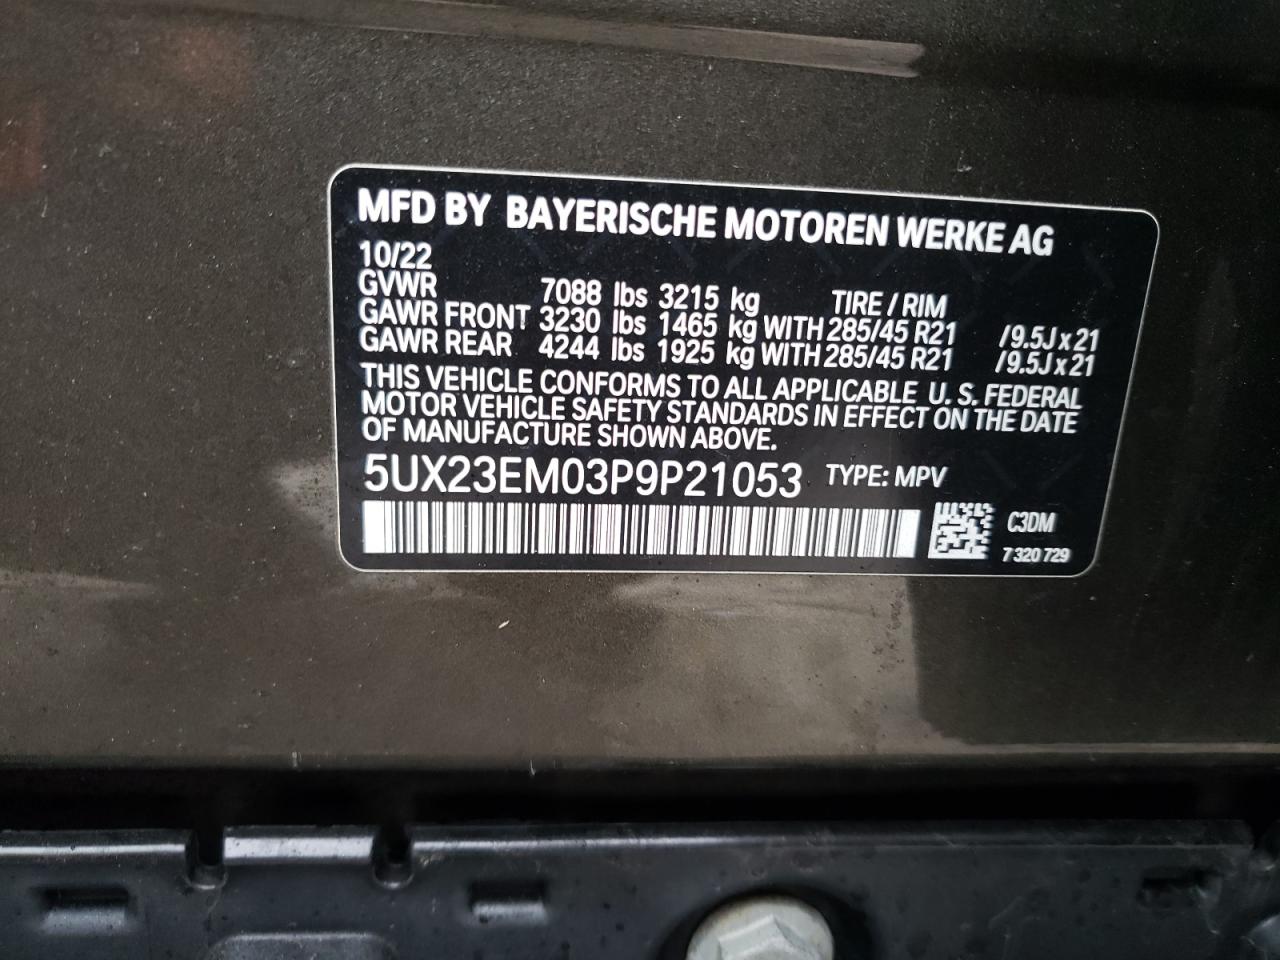 MFD BY BAYERISCHE MOTOREN WERKE AG
10/22
GVWR 7088 lbs 3215 kg TIRE / RIM
GAWR FRONT 3230 lbs 1465 kg WITH 285/45 R21 /9.5J x 21
GAWR REAR 4244 lbs 1925 kg WITH 285/45 R21 /9.5J x 21
THIS VEHICLE CONFORMS TO ALL APPLICABLE U. S. FEDERAL
MOTOR VEHICLE SAFETY STANDARDS IN EFFECT ON THE DATE
OF MANUFACTURE SHOWN ABOVE.
5UX23EM03P9P21053 TYPE: MPV
C3DM
7 320 729